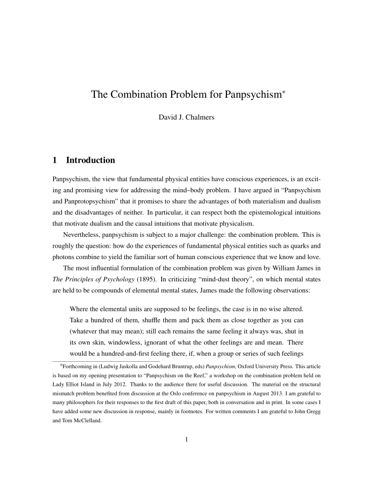 The Combination Problem for Panpsychism*
David J. Chalmers
1 Introduction
Panpsychism, the view that fundamental physical entities have conscious experiences, is an excit-
ing and promising view for addressing the mind–body problem. I have argued in “Panpsychism
and Panprotopsychism” that it promises to share the advantages of both materialism and dualism
and the disadvantages of neither. In particular, it can respect both the epistemological intuitions
that motivate dualism and the causal intuitions that motivate physicalism.
Nevertheless, panpsychism is subject to a major challenge: the combination problem. This is
roughly the question: how do the experiences of fundamental physical entities such as quarks and
photons combine to yield the familiar sort of human conscious experience that we know and love.
The most influential formulation of the combination problem was given by William James in
The Principles of Psychology (1895). In criticizing “mind-dust theory”, on which mental states
are held to be compounds of elemental mental states, James made the following observations:
Where the elemental units are supposed to be feelings, the case is in no wise altered.
Take a hundred of them, shuffle them and pack them as close together as you can
(whatever that may mean); still each remains the same feeling it always was, shut in
its own skin, windowless, ignorant of what the other feelings are and mean. There
would be a hundred-and-first feeling there, if, when a group or series of such feelings
*Forthcoming in (Ludwig Jaskolla and Godehard Bruntrup, eds) Panpsychism, Oxford University Press. This article
is based on my opening presentation to “Panpsychism on the Reef,” a workshop on the combination problem held on
Lady Elliot Island in July 2012. Thanks to the audience there for useful discussion. The material on the structural
mismatch problem benefited from discussion at the Oslo conference on panpsychism in August 2013. I am grateful to
many philosophers for their responses to the first draft of this paper, both in conversation and in print. In some cases I
have added some new discussion in response, mainly in footnotes. For written comments I am grateful to John Gregg
and Tom McClelland.
1